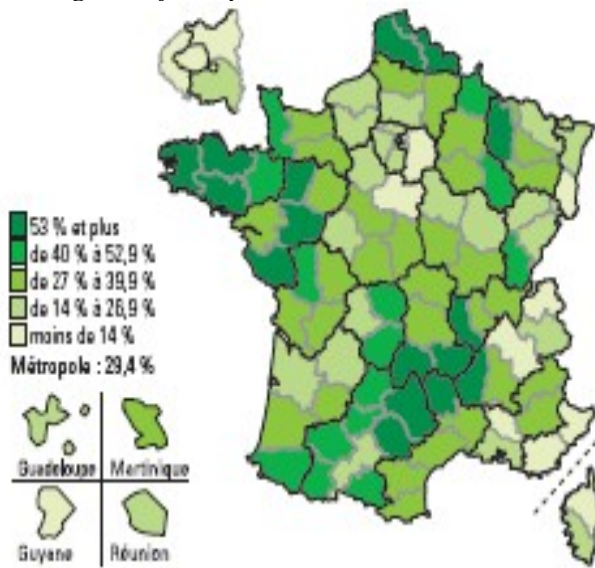 53 % et plus
de 40 % à 52,9 %
de 27 % à 39,9 %
de 14 % à 26,9 %
moins de 14 %
Métropole : 29,4 %
Guadeloupe
Martinique
Guyane
Réunion